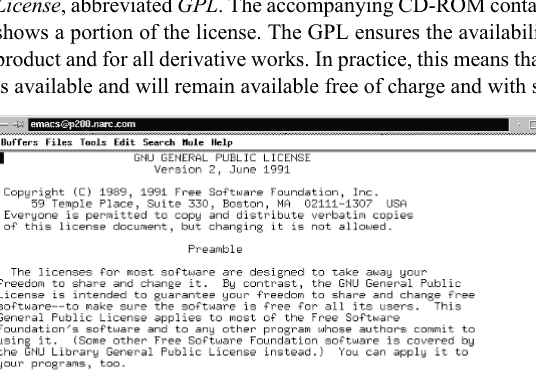 License, abbreviated GPL. The accompanying CD-ROM conta
shows a portion of the license. The GPL ensures the availabili
product and for all derivative works. In practice, this means tha
is available and will remain available free of charge and with s
emacs@p200.narc.com
Buffers Files Tools Edit Search Mule Help
GNU GENERAL PUBLIC LICENSE
Version 2, June 1991
Copyright (C) 1989, 1991 Free Software Foundation, Inc.
59 Temple Place, Suite 330, Boston, MA 02111-1307 USA
Everyone is permitted to copy and distribute verbatim copies
of this license document, but changing it is not allowed.
Preamble
The licenses for most software are designed to take away your
freedom to share and change it. By contrast, the GNU General Public
License is intended to guarantee your freedom to share and change free
software--to make sure the software is free for all its users. This
General Public License applies to most of the Free Software
Foundation's software and to any other program whose authors commit to
using it. (Some other Free Software Foundation software is covered by
the GNU Library General Public License instead.) You can apply it to
your programs, too.